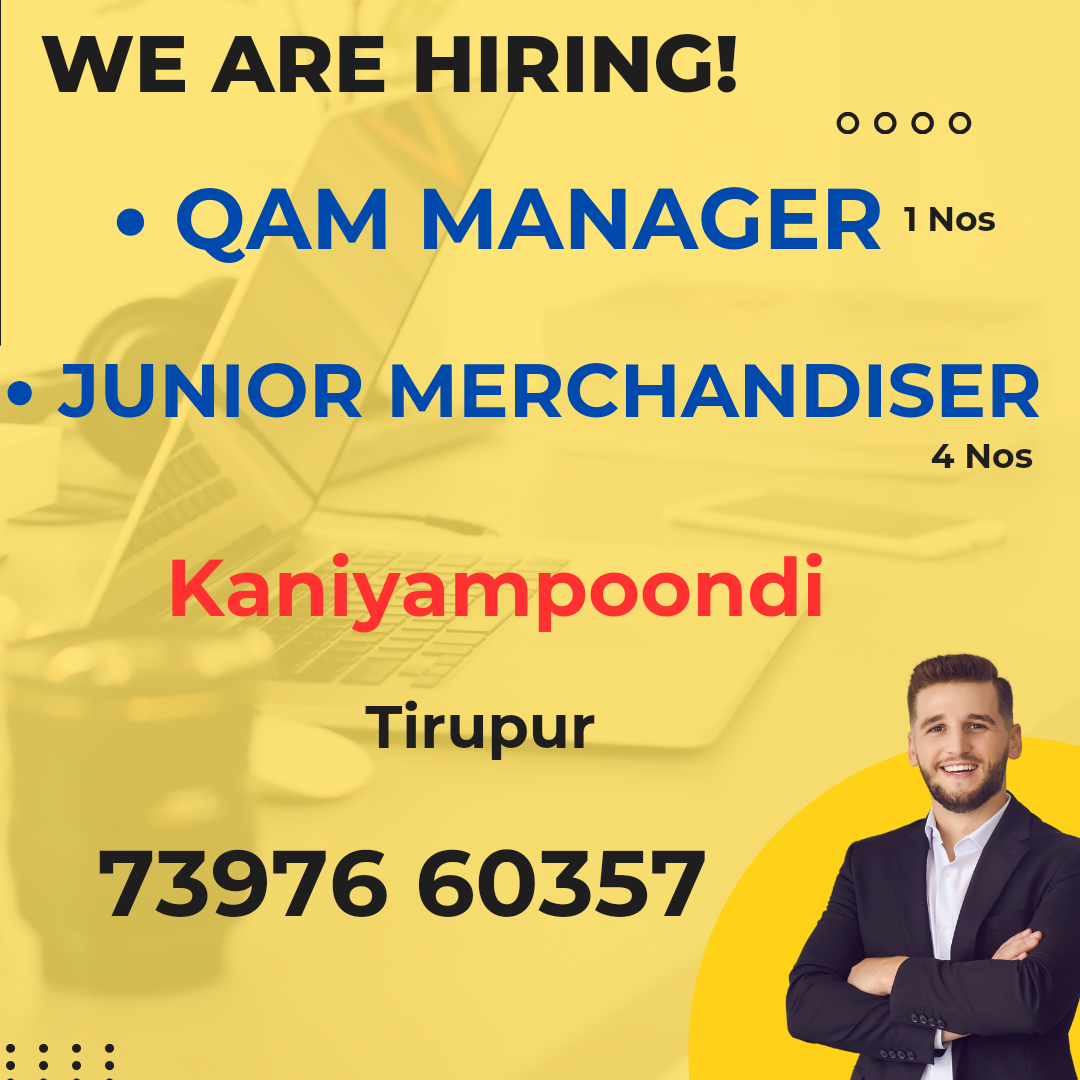 WE ARE HIRING!
• QAM MANAGER 1 Nos
• JUNIOR MERCHANDISER
4 Nos
Kaniyampoondi
Tirupur
73976 60357